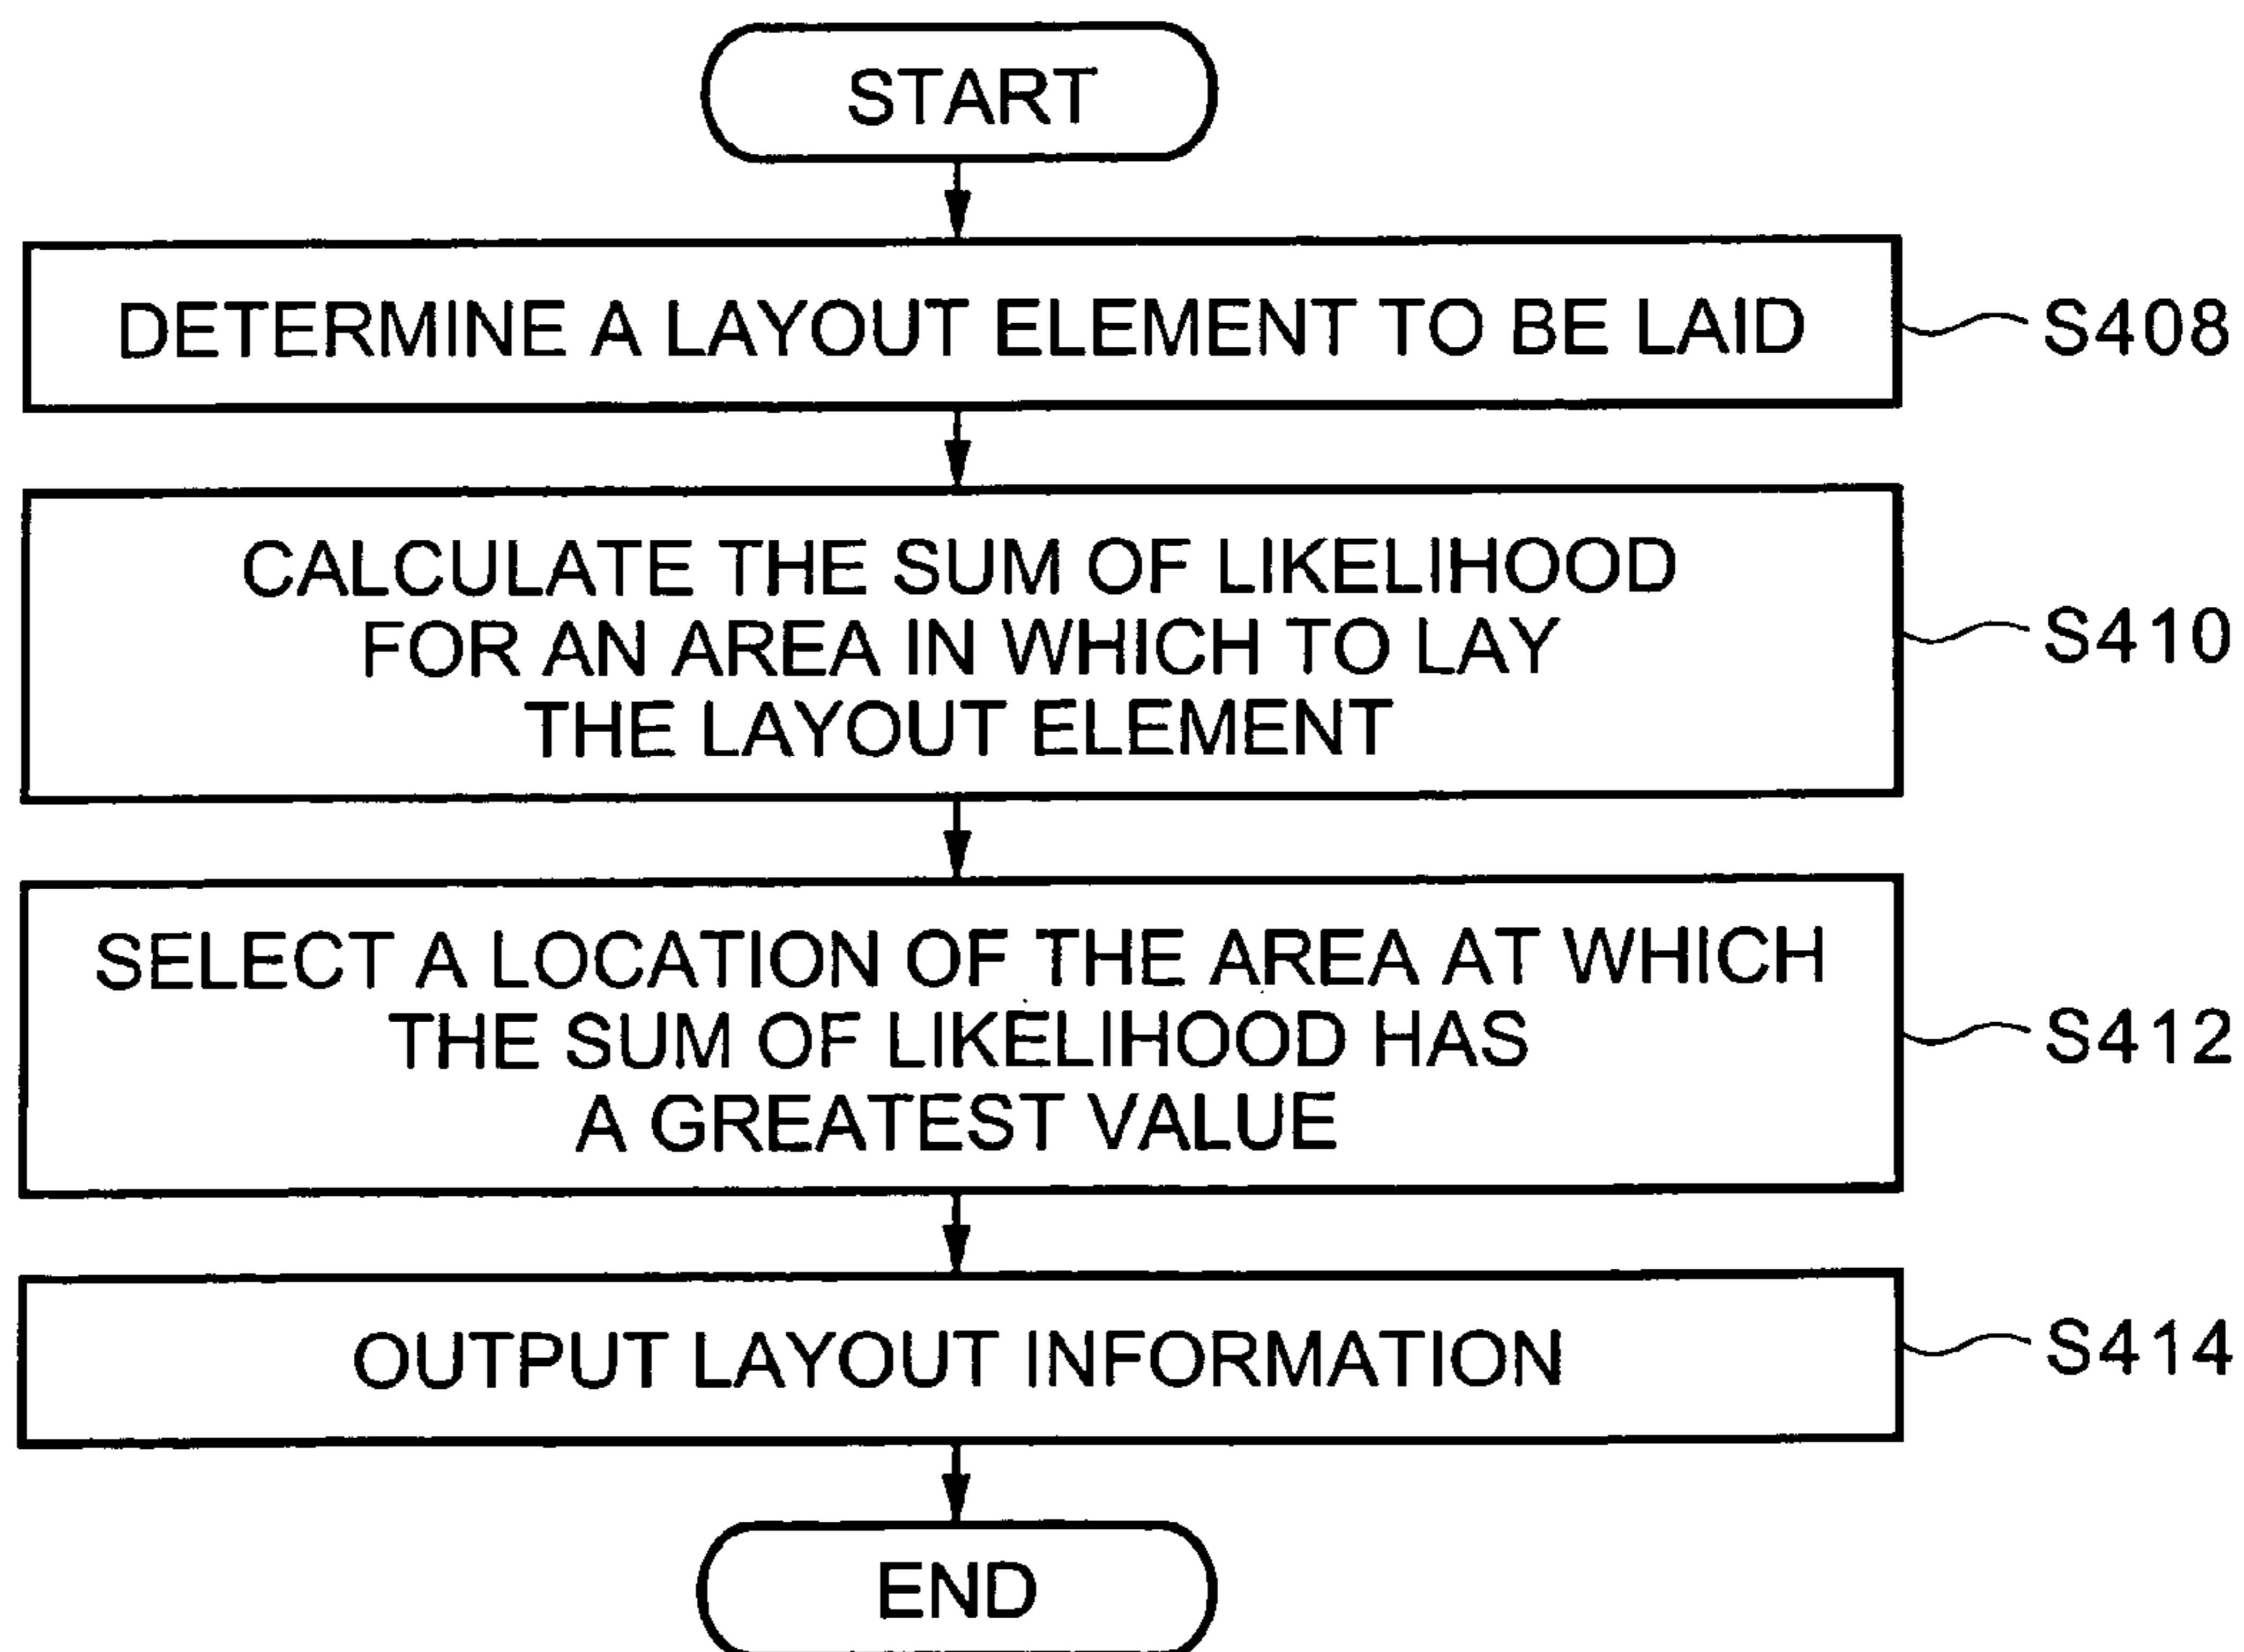 START
DETERMINE A LAYOUT ELEMENT TO BE LAID
S408
CALCULATE THE SUM OF LIKELIHOOD
FOR AN AREA IN WHICH TO LAY
THE LAYOUT ELEMENT
S410
SELECT A LOCATION OF THE AREA AT WHICH
THE SUM OF LIKELIHOOD HAS
A GREATEST VALUE
S412
OUTPUT LAYOUT INFORMATION
S414
END